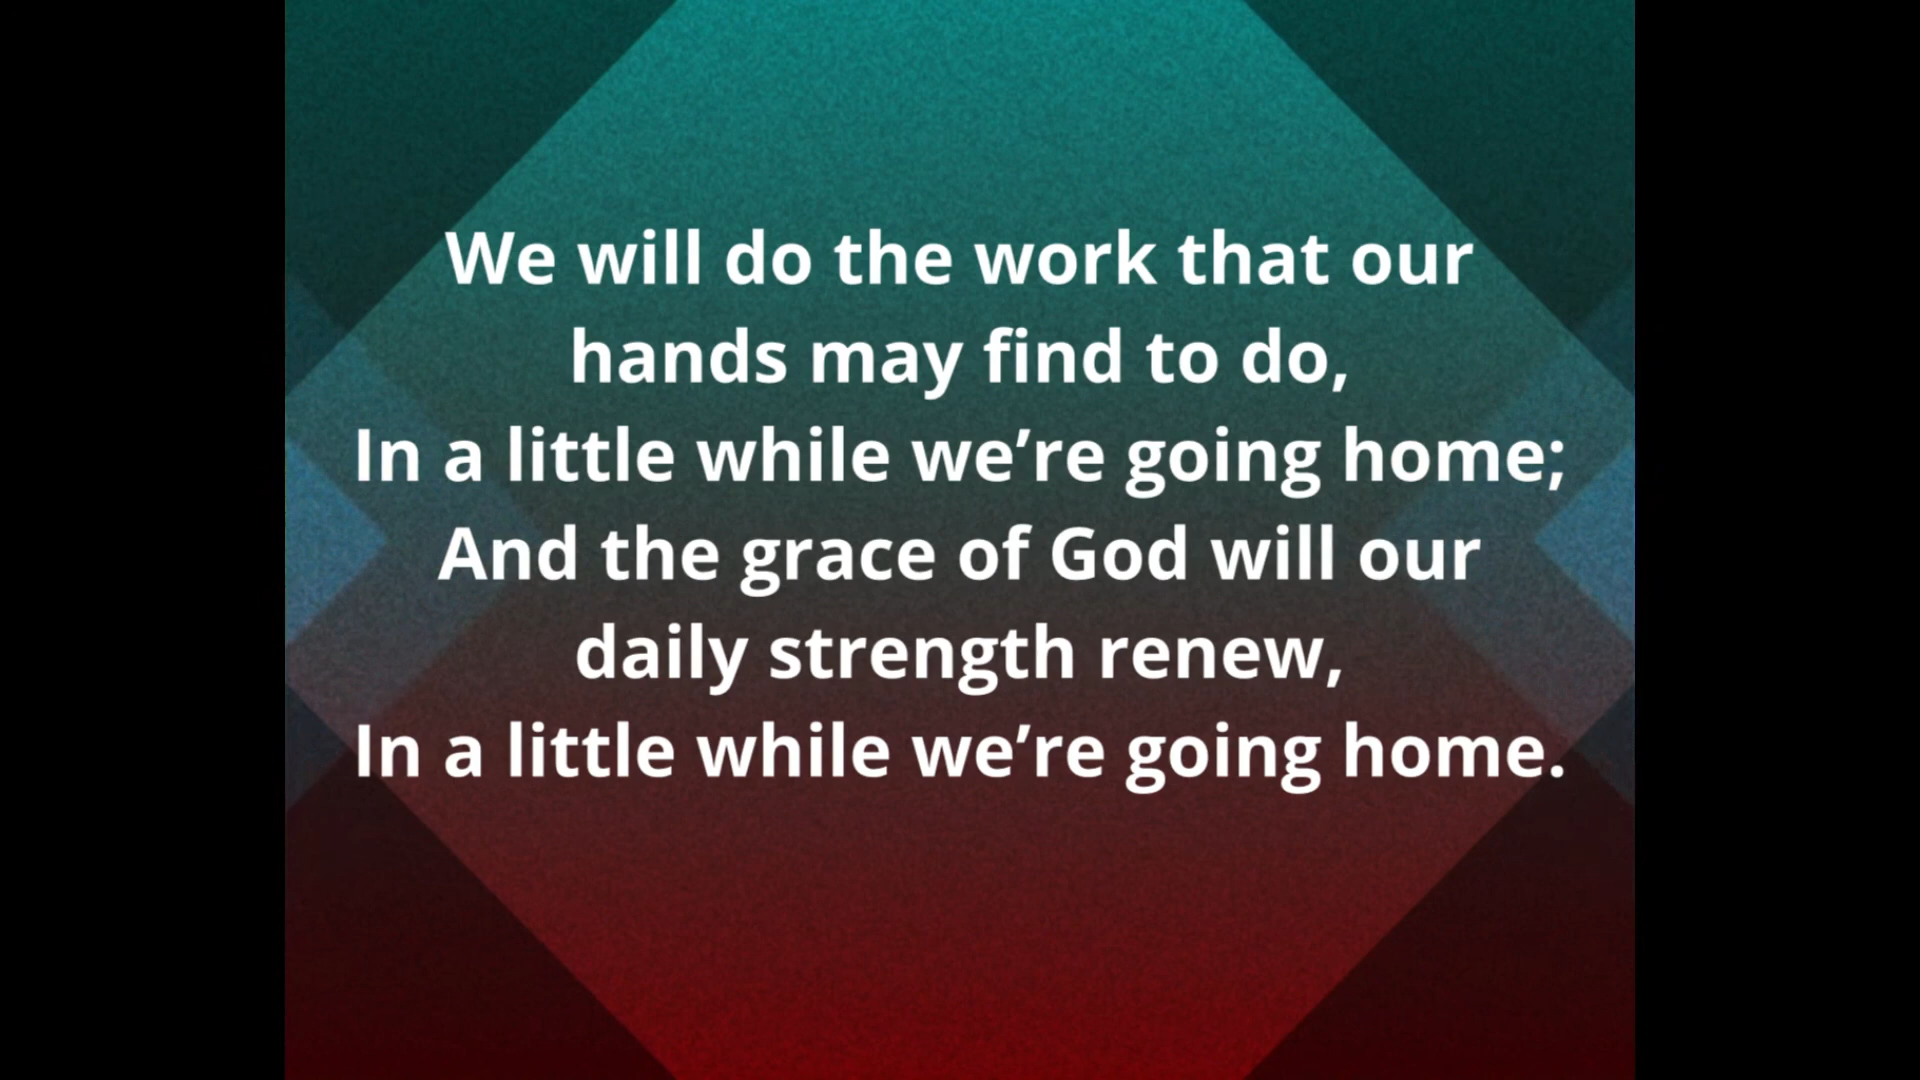 We will do the work that our
hands may find to do,
In a little while we’re going home;
And the grace of God will our
daily strength renew,
In a little while we’re going home.